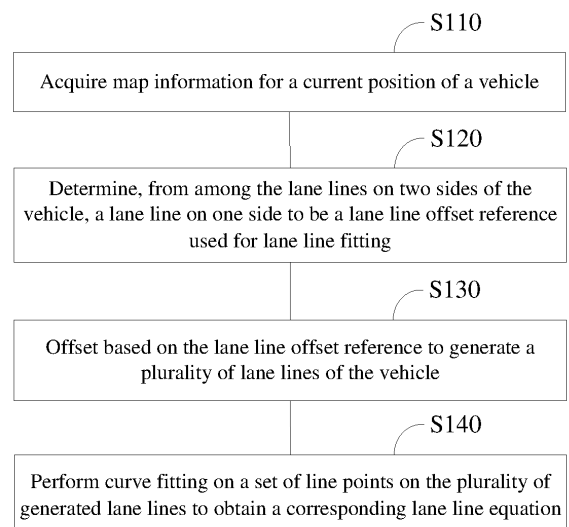 S110
Acquire map information for a current position of a vehicle
S120
Determine, from among the lane lines on two sides of the
vehicle, a lane line on one side to be a lane line offset reference
used for lane line fitting
S130
Offset based on the lane line offset reference to generate a
plurality of lane lines of the vehicle
S140
Perform curve fitting on a set of line points on the plurality of
generated lane lines to obtain a corresponding lane line equation